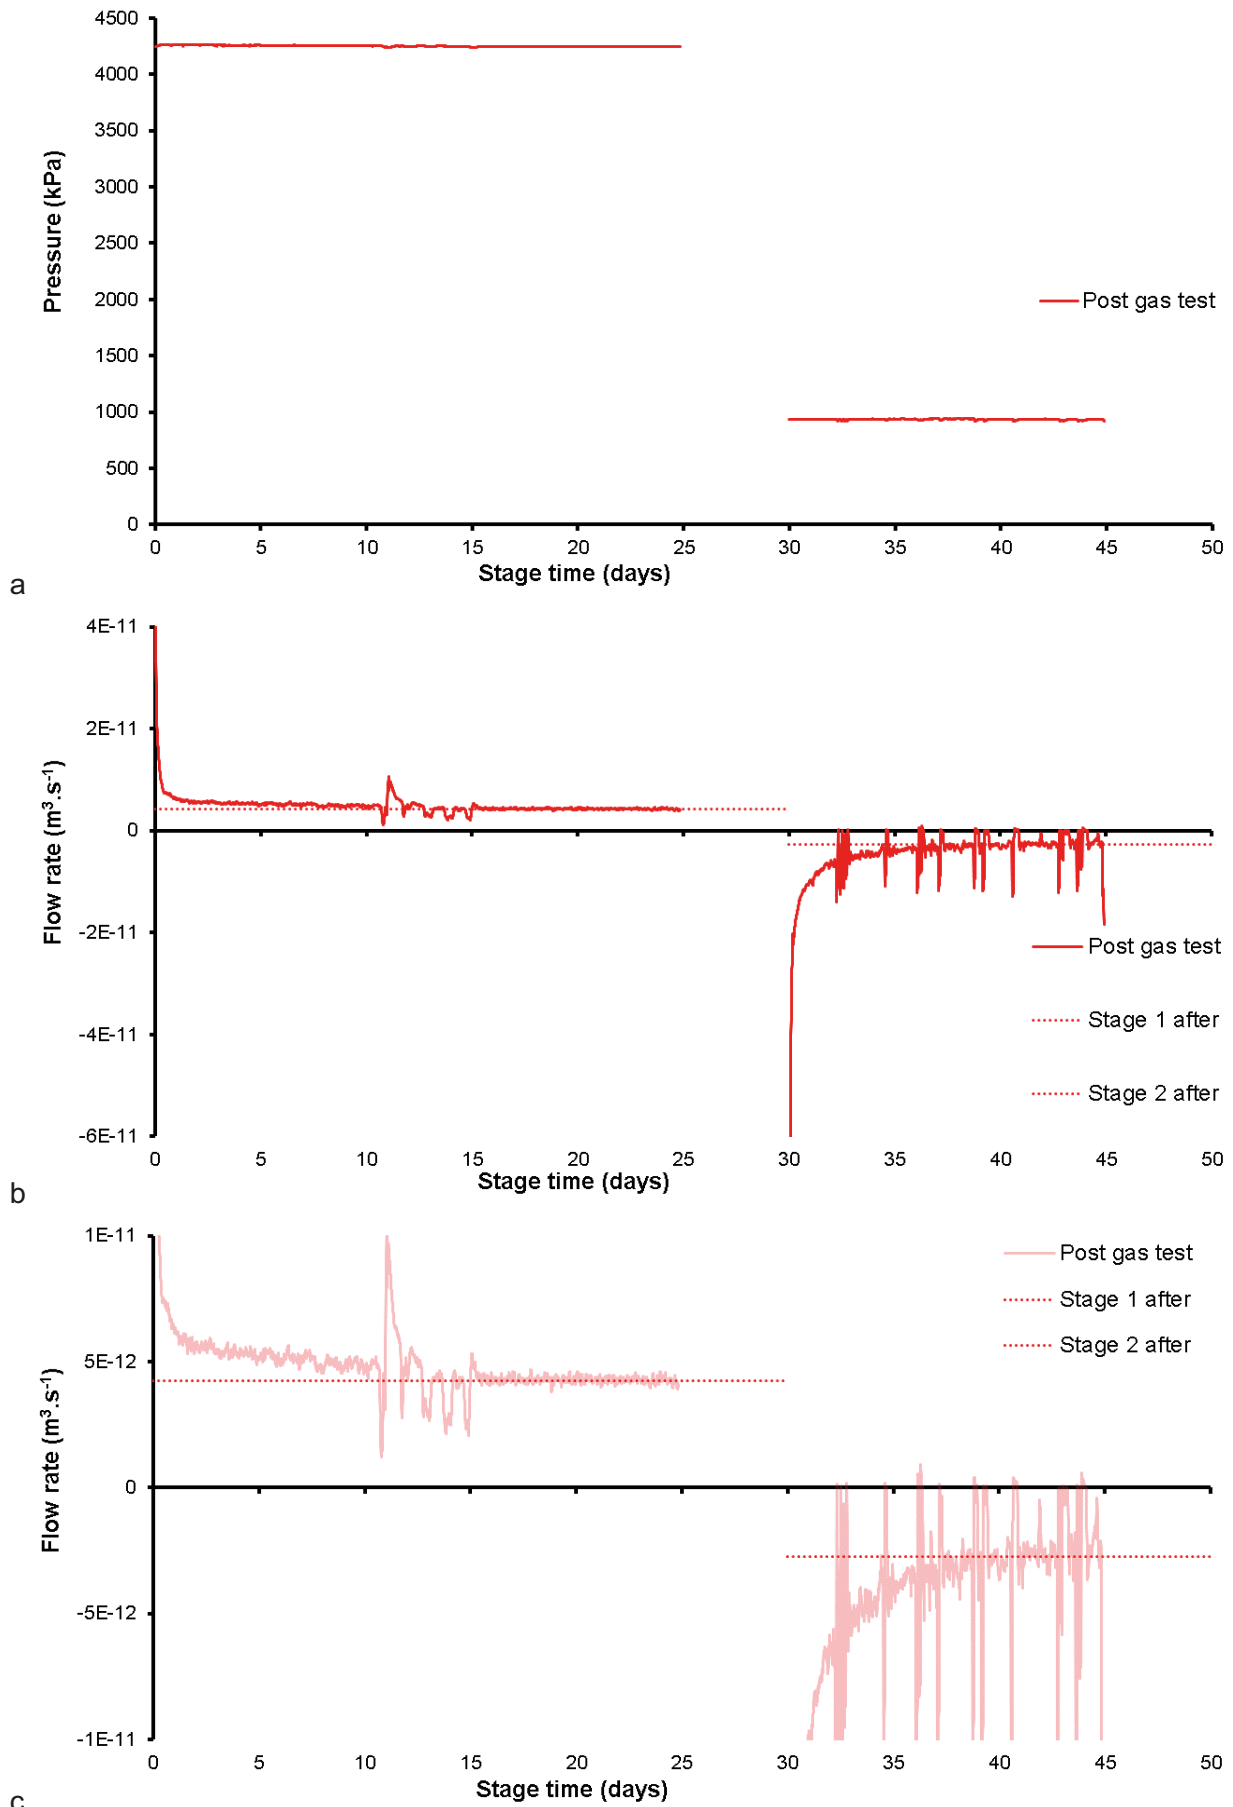 4500
4000
3500
3000
2500
2000
1500
1000
500
0
Pressure (kPa)
Post gas test
0 5 10 15 20 25 30 35 40 45 50
Stage time (days)
a
4E-11
2E-11
0
-2E-11
-4E-11
-6E-11
Flow rate (m³.s⁻¹)
Post gas test
Stage 1 after
Stage 2 after
0 5 10 15 20 25 30 35 40 45 50
Stage time (days)
b
1E-11
5E-12
0
-5E-12
-1E-11
Flow rate (m³.s⁻¹)
Post gas test
Stage 1 after
Stage 2 after
0 5 10 15 20 25 30 35 40 45 50
Stage time (days)
c